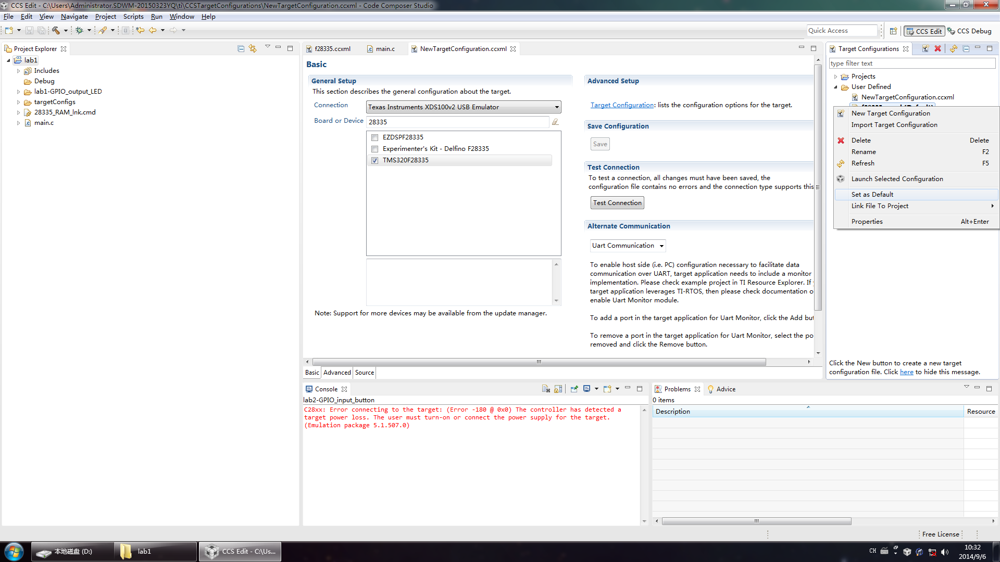 CCS Edit - C:\Users\Administrator.SDWM-20150323YQ\ti\CCSTargetConfigurations\NewTargetConfiguration.ccxml - Code Composer Studio
File Edit View Navigate Project Scripts Run Window Help
Quick Access
CCS Edit
CCS Debug
Project Explorer
lab1
Includes
Debug
lab1-GPIO_output_LED
targetConfigs
28335_RAM_lnk.cmd
main.c
f28335.ccxml
main.c
NewTargetConfiguration.ccxml
Basic
General Setup
This section describes the general configuration about the target.
Connection
Texas Instruments XDS100v2 USB Emulator
Board or Device
28335
EZDSPF28335
Experimenter's Kit - Delfino F28335
TMS320F28335
Note: Support for more devices may be available from the update manager.
Advanced Setup
Target Configuration: lists the configuration options for the target.
Save Configuration
Save
Test Connection
To test a connection, all changes must have been saved, the
configuration file contains no errors and the connection type supports this
Test Connection
Alternate Communication
Uart Communication
To enable host side (i.e. PC) configuration necessary to facilitate data
communication over UART, target application needs to include a monitor
implementation. Please check example project in TI Resource Explorer. If
target application leverages TI-RTOS, then please check documentation o
enable Uart Monitor module.
To add a port in the target application for Uart Monitor, click the Add but
To remove a port in the target application for Uart Monitor, select the po
removed and click the Remove button.
Basic
Advanced
Source
Target Configurations
type filter text
Projects
User Defined
NewTargetConfiguration.ccxml
New Target Configuration
Import Target Configuration
Delete Delete
Rename F2
Refresh F5
Launch Selected Configuration
Set as Default
Link File To Project
Properties Alt+Enter
Click the New button to create a new target
configuration file. Click here to hide this message.
Console
lab2-GPIO_input_button
C28xx: Error connecting to the target: (Error -180 @ 0x0) The controller has detected a
target power loss. The user must turn-on or connect the power supply for the target.
(Emulation package 5.1.507.0)
Problems
Advice
0 items
Description
Resource
Free License
本地磁盘 (D:)
lab1
CCS Edit - C:\Us...
CH
10:32
2014/9/6